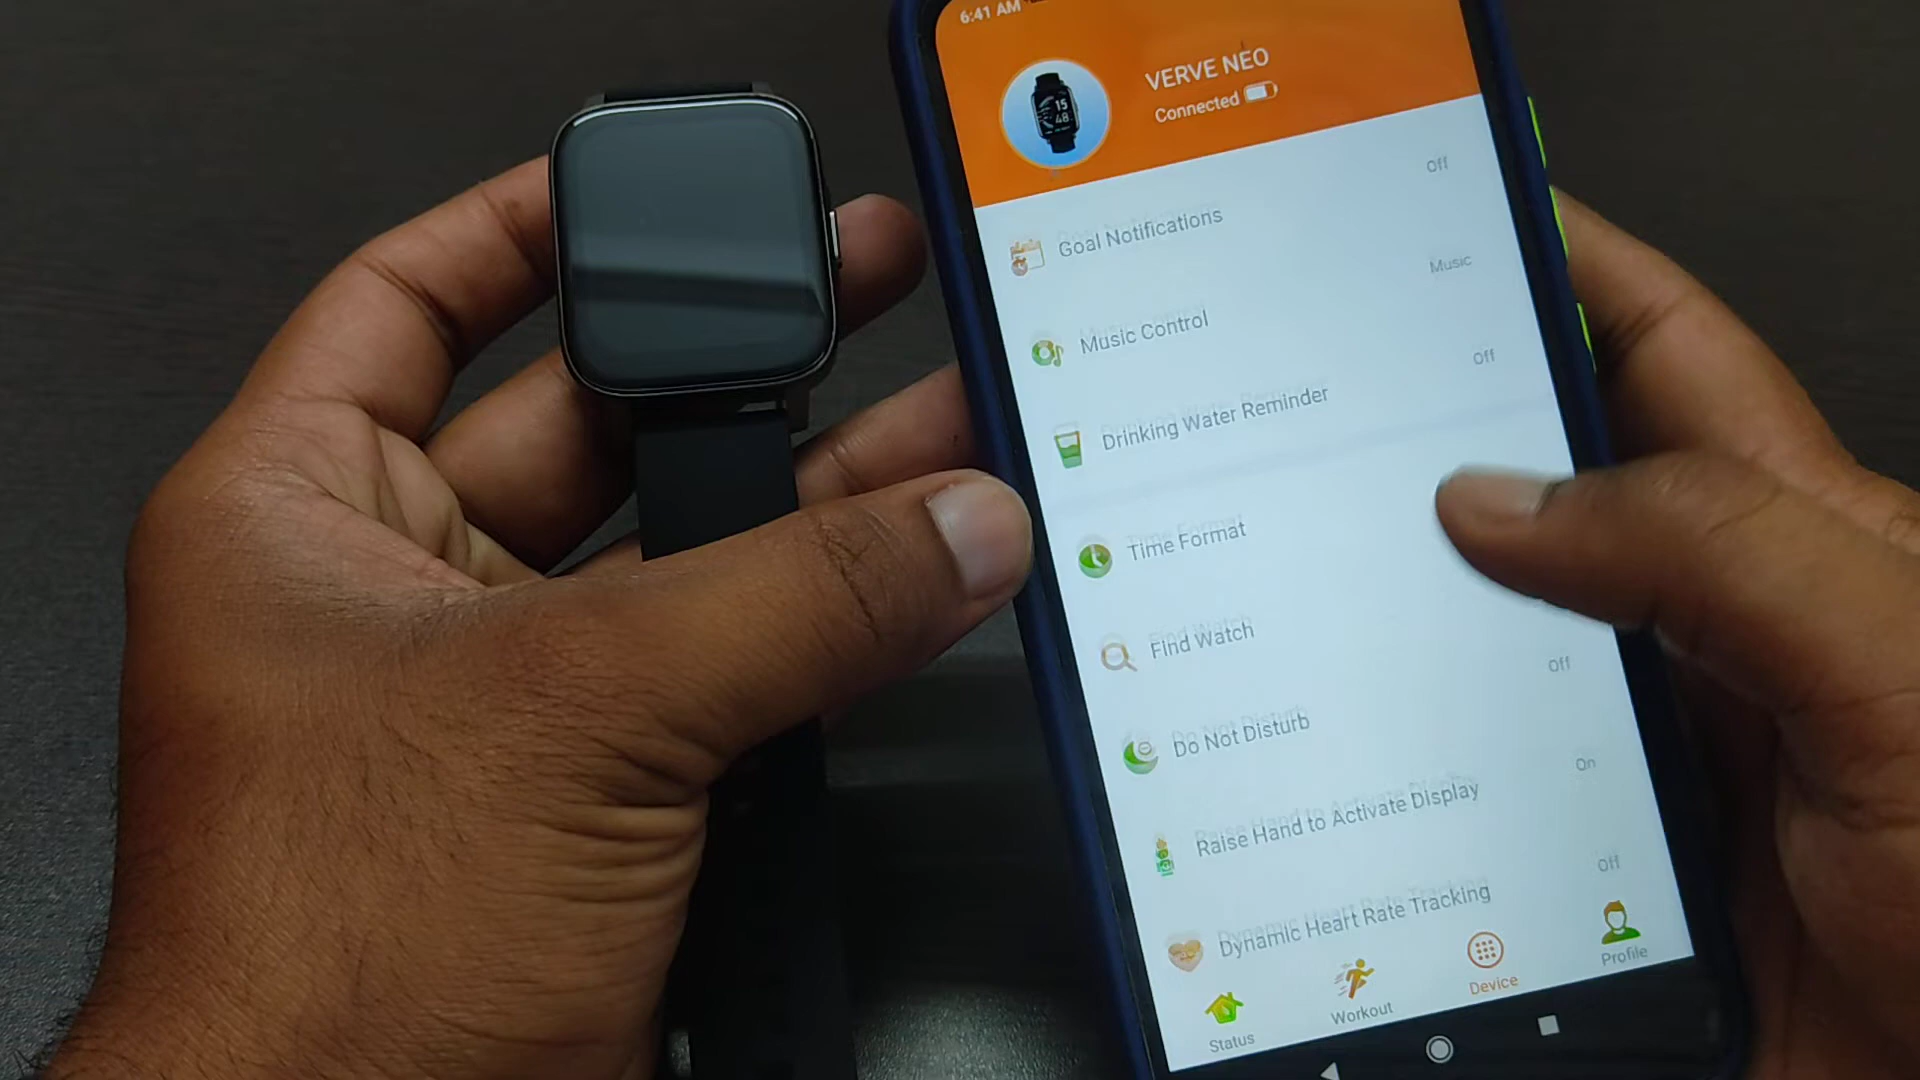 6:41 AM
VERVE NEO
Connected
15
48
Goal Notifications
Off
Music Control
Music
Drinking Water Reminder
Off
Time Format
Find Watch
Do Not Disturb
Off
Raise Hand to Activate Display
On
Dynamic Heart Rate Tracking
Off
Status
Workout
Device
Profile